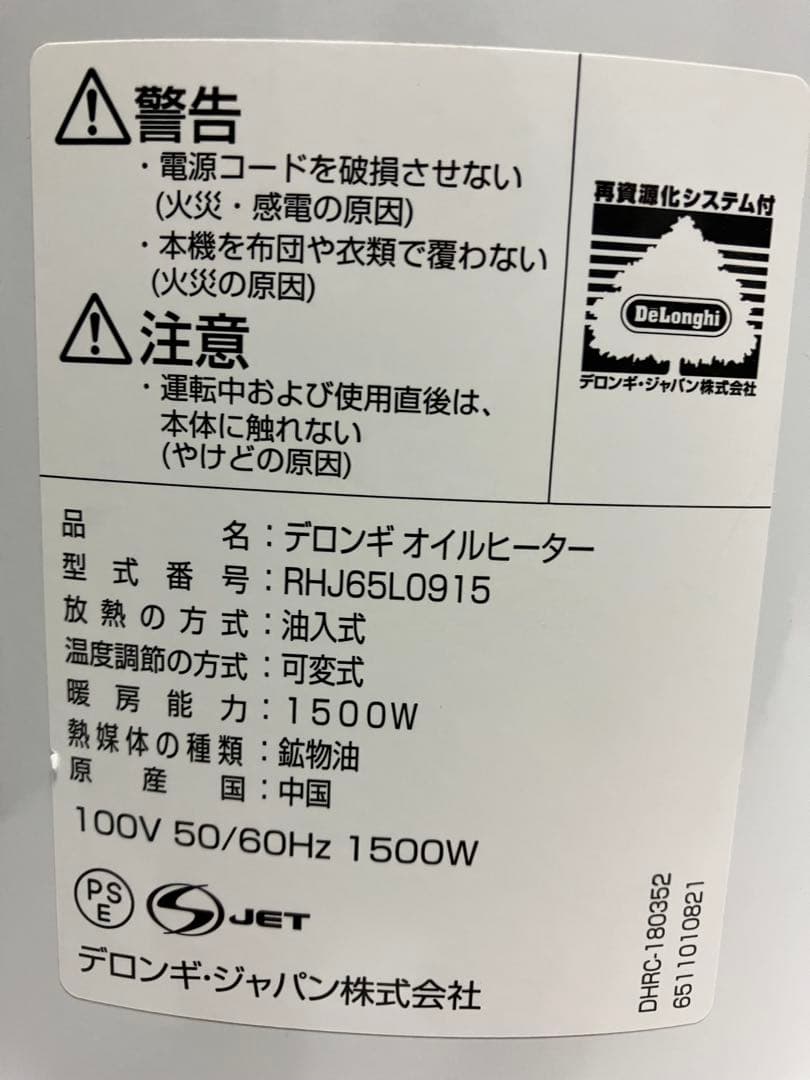 警告
・電源コードを破損させない
(火災・感電の原因)
・本機を布団や衣類で覆わない
(火災の原因)
注意
・運転中および使用直後は、
本体に触れない
(やけどの原因)
再資源化システム付
DeLonghi
デロンギ・ジャパン株式会社
品名：デロンギ オイルヒーター
型式番号：RHJ65L0915
放熱の方式：油入式
温度調節の方式：可変式
暖房能力：1500W
熱媒体の種類：鉱物油
原産国：中国
100V 50/60Hz 1500W
PSE
S JET
デロンギ・ジャパン株式会社
DHRC-180352
6511010821